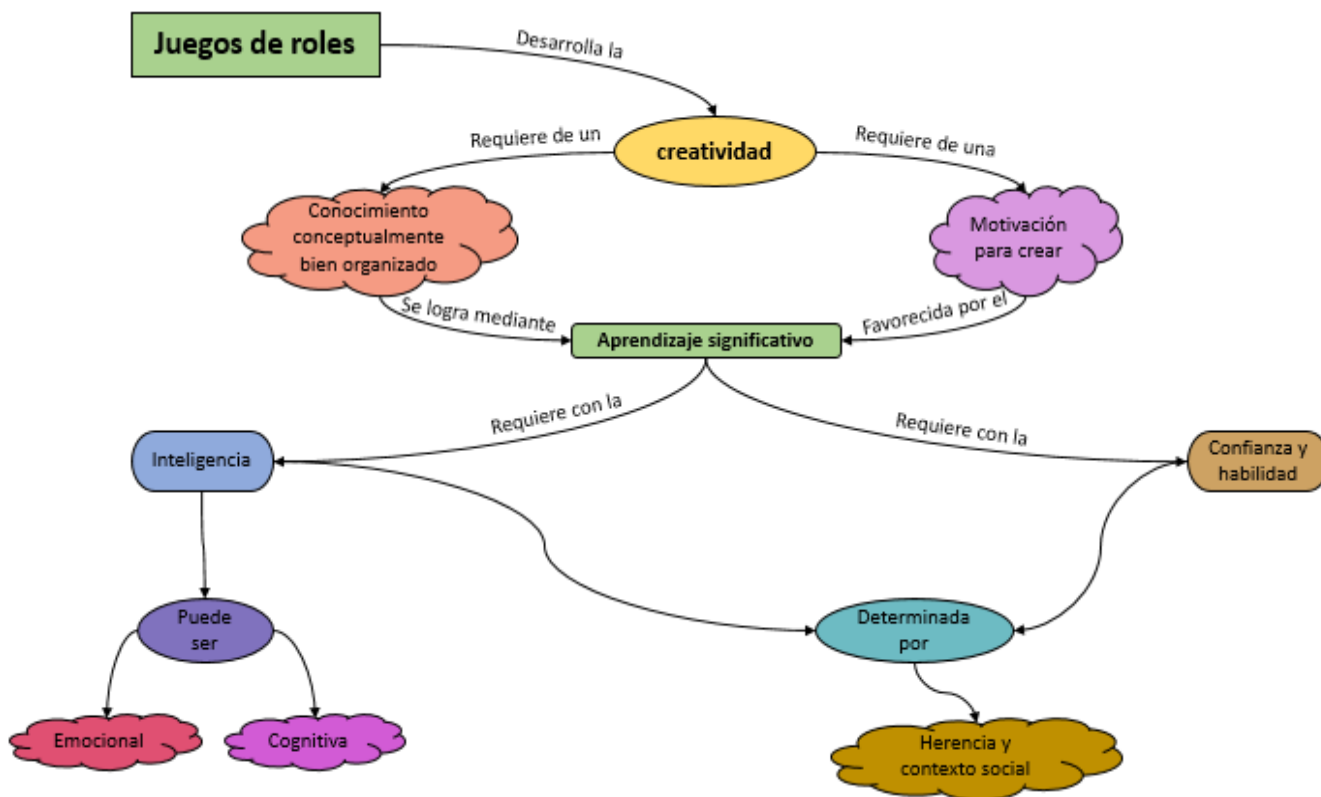 Juegos de roles
Desarrolla la
Requiere de un
creatividad
Requiere de una
Conocimiento
conceptualmente
bien organizado
Motivación
para crear
Se logra mediante
Favorecida por el
Aprendizaje significativo
Requiere con la
Requiere con la
Inteligencia
Confianza y
habilidad
Puede
ser
Determinada
por
Emocional
Cognitiva
Herencia y
contexto social